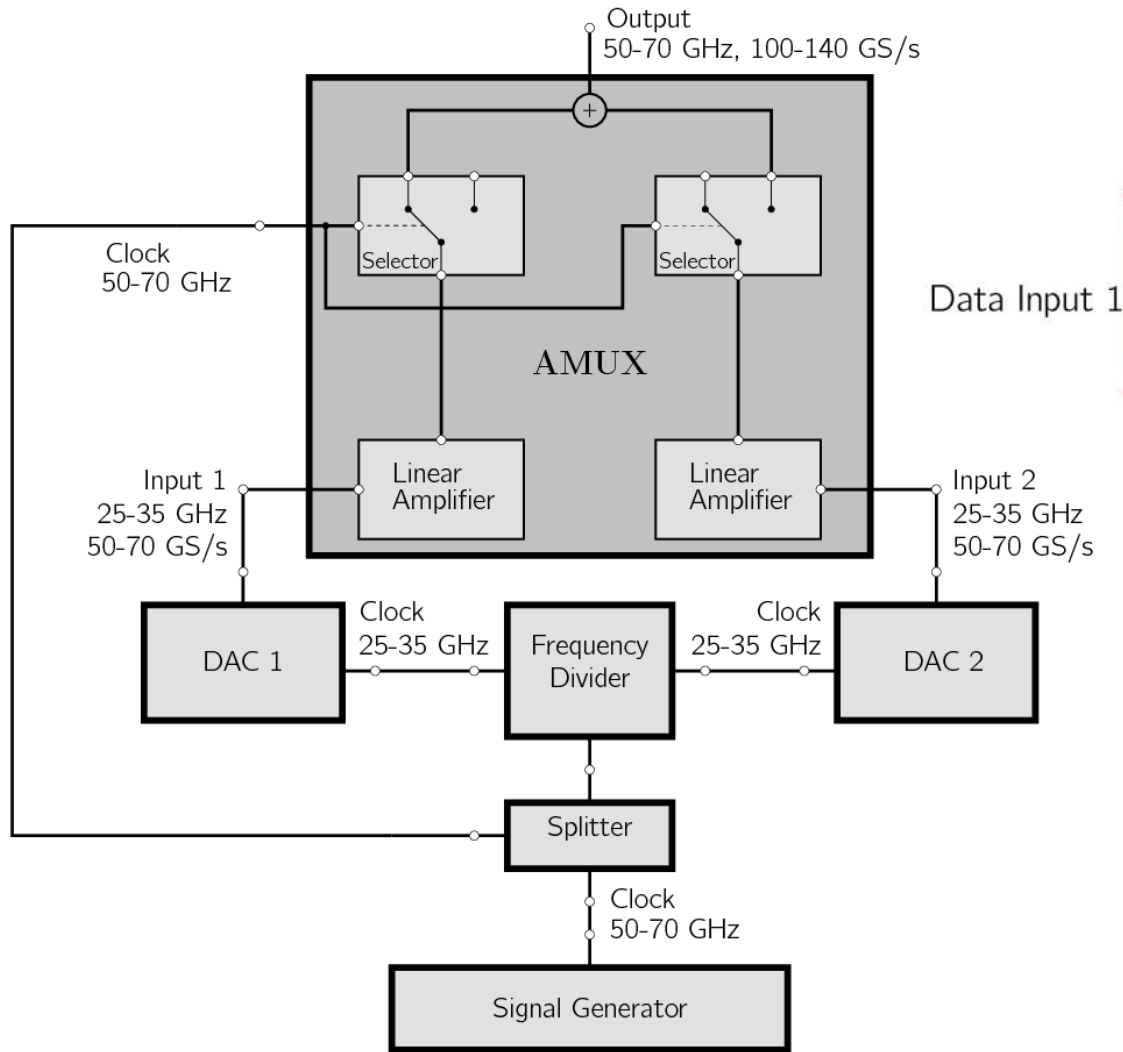 Output
50-70 GHz, 100-140 GS/s
+
Clock
50-70 GHz
Selector
Selector
Data Input 1
AMUX
Input 1
25-35 GHz
50-70 GS/s
Linear
Amplifier
Linear
Amplifier
Input 2
25-35 GHz
50-70 GS/s
DAC 1
Clock
25-35 GHz
Frequency
Divider
Clock
25-35 GHz
DAC 2
Splitter
Clock
50-70 GHz
Signal Generator